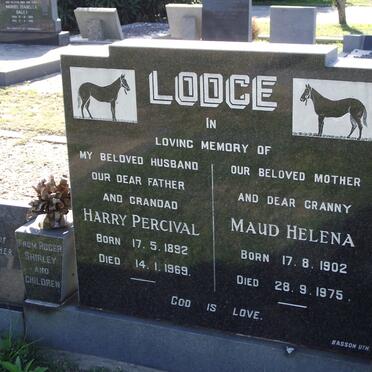 LODGE
IN
LOVING MEMORY OF
MY BELOVED HUSBAND
OUR DEAR FATHER
AND GRANDAD
HARRY PERCIVAL
BORN 17.5.1892
DIED 14.1.1969.
OUR BELOVED MOTHER
AND DEAR GRANNY
MAUD HELENA
BORN 17.8.1902
DIED 28.9.1975.
GOD IS LOVE.
BASSON UTH
FROM ROGER
SHIRLEY
AND
CHILDREN